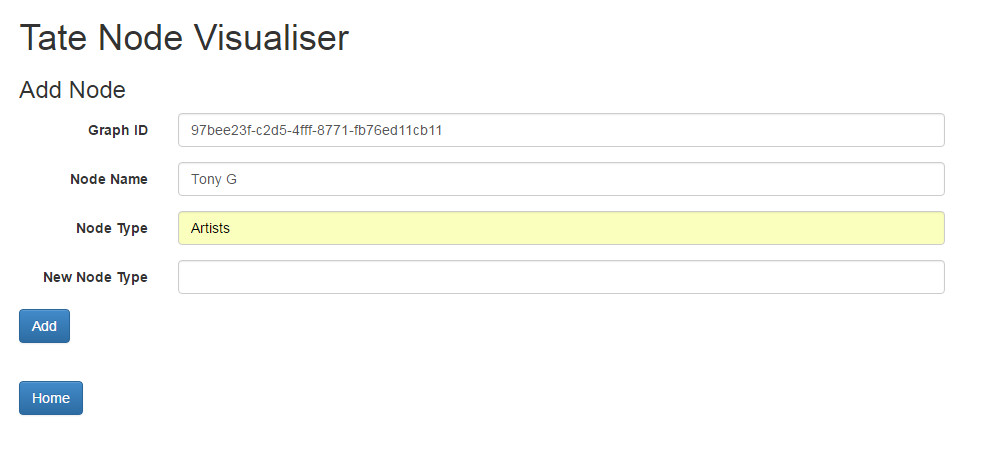 Tate Node Visualiser
Add Node
Graph ID 97bee23f-c2d5-4fff-8771-fb76ed11cb11
Node Name Tony G
Node Type Artists
New Node Type
Add
Home